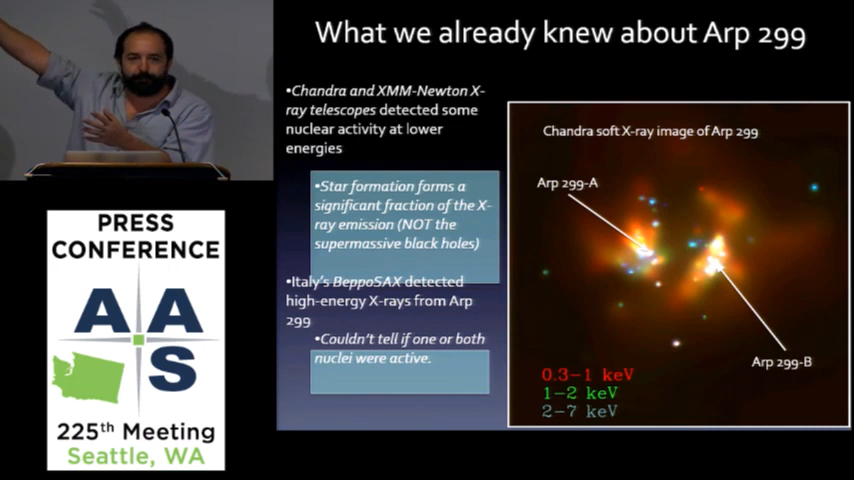 What we already knew about Arp 299
•Chandra and XMM-Newton X-
ray telescopes detected some
nuclear activity at lower
energies
•Star formation forms a
significant fraction of the X-
ray emission (NOT the
supermassive black holes)
•Italy's BeppoSAX detected
high-energy X-rays from Arp
299
•Couldn't tell if one or both
nuclei were active.
Chandra soft X-ray image of Arp 299
Arp 299-A
Arp 299-B
0.3–1 keV
1–2 keV
2–7 keV
PRESS
CONFERENCE
A A
S
225th Meeting
Seattle, WA